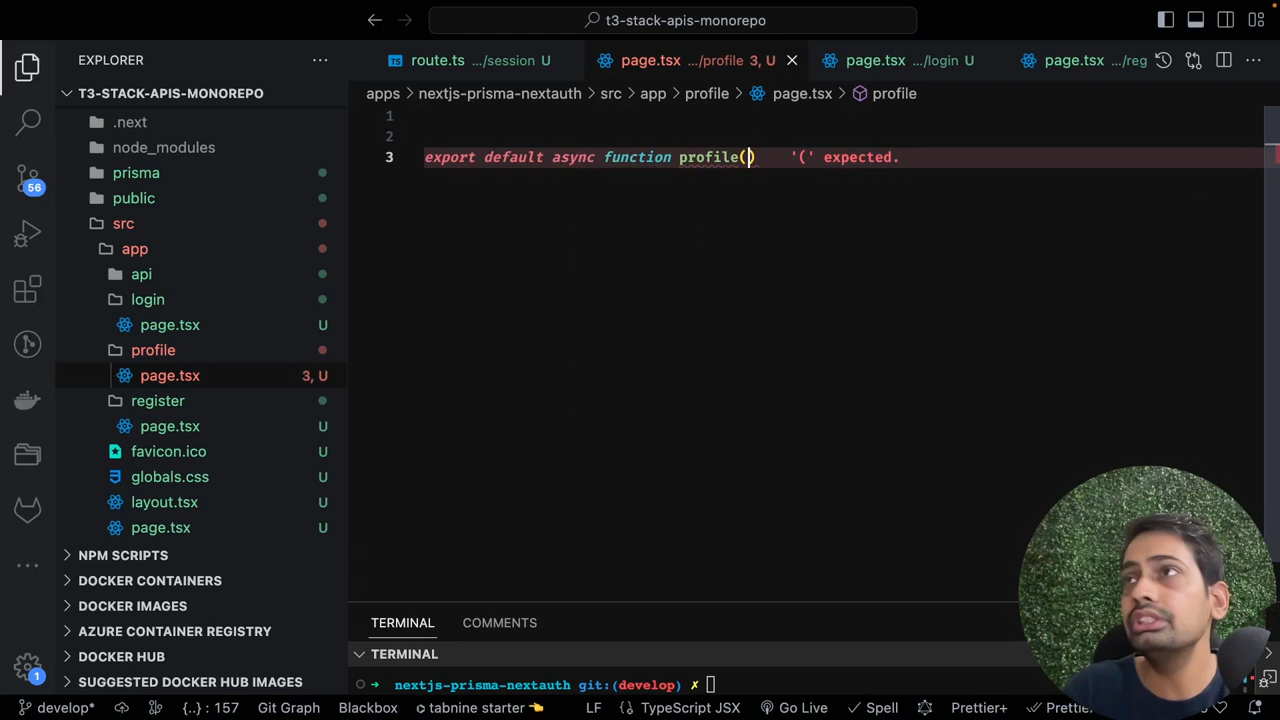 t3-stack-apis-monorepo
EXPLORER
route.ts .../session U
page.tsx .../profile 3, U
page.tsx .../login U
page.tsx .../reg
T3-STACK-APIS-MONOREPO
apps > nextjs-prisma-nextauth > src > app > profile > page.tsx > profile
.next
node_modules
prisma
public
src
app
api
login
page.tsx U
profile
page.tsx 3, U
register
page.tsx U
favicon.ico U
globals.css U
layout.tsx U
page.tsx U
NPM SCRIPTS
DOCKER CONTAINERS
DOCKER IMAGES
AZURE CONTAINER REGISTRY
DOCKER HUB
SUGGESTED DOCKER HUB IMAGES
56
1
1
2
3 export default async function profile() '(' expected.
TERMINAL COMMENTS
TERMINAL
nextjs-prisma-nextauth git:(develop) ✗
develop* {..} : 157 Git Graph Blackbox tabnine starter 👈 LF TypeScript JSX Go Live Spell Prettier+ Prettier